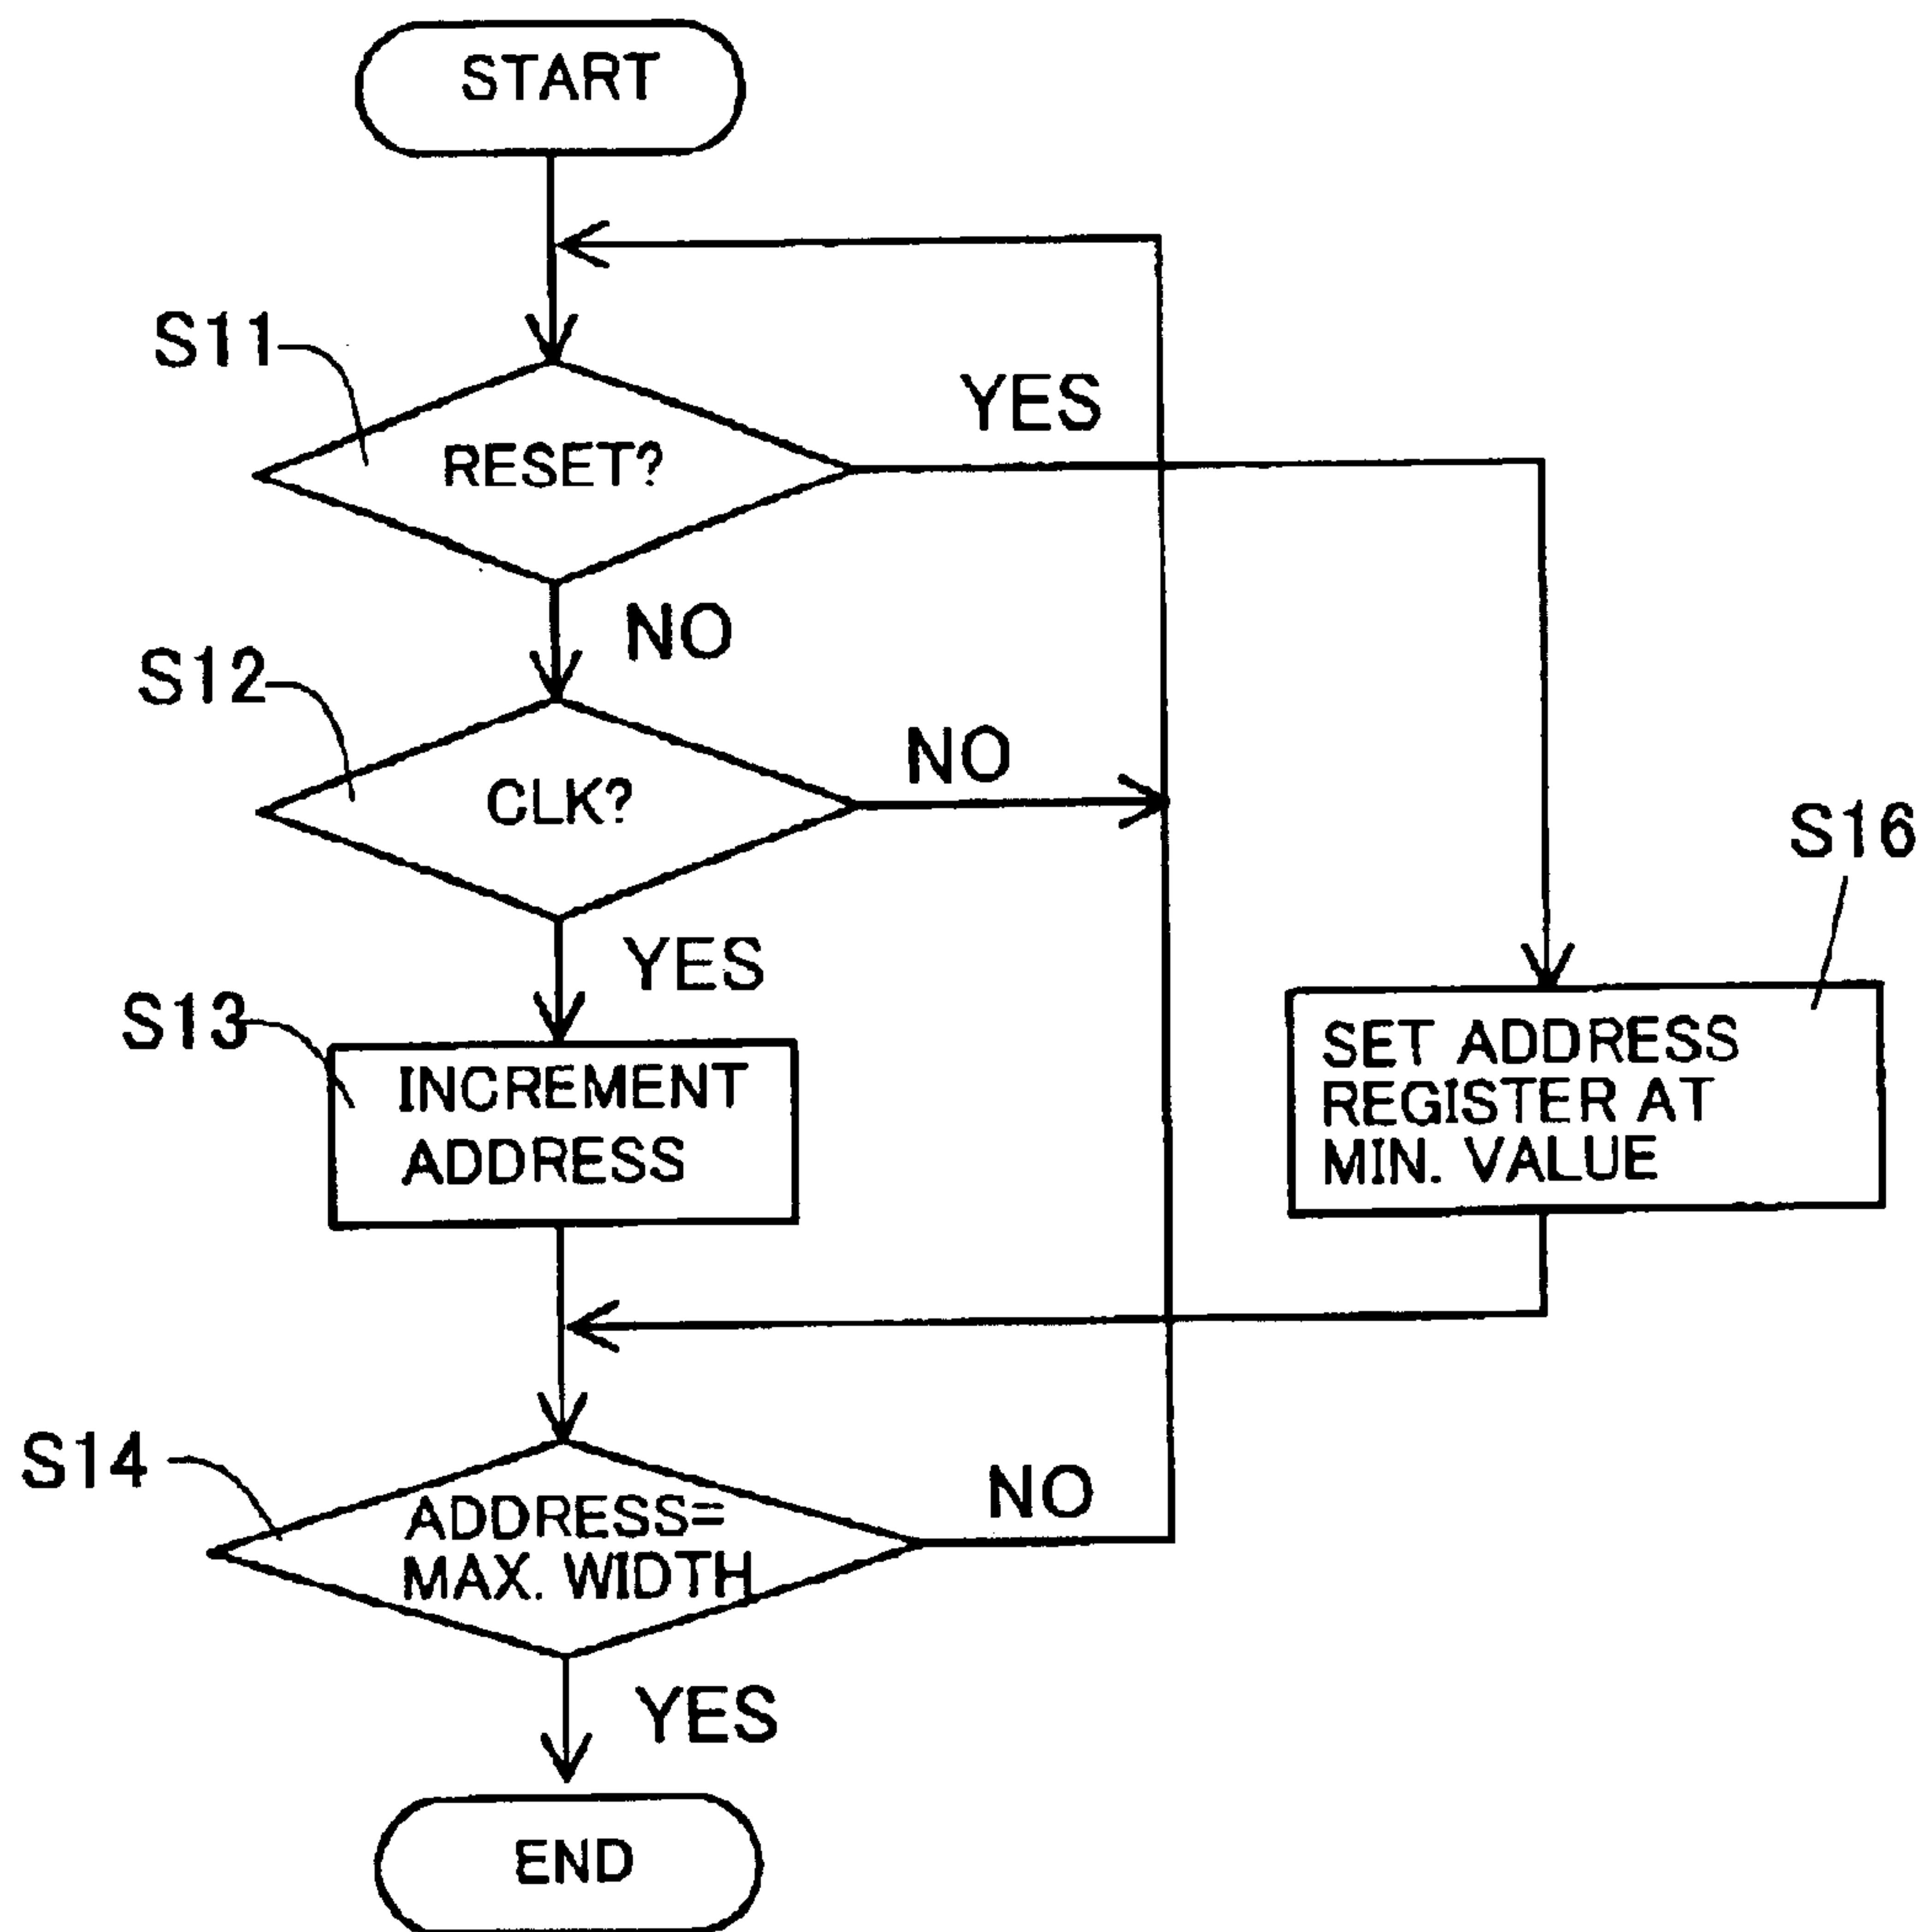 START
S11
YES
RESET?
NO
S12
NO
CLK?
S16
YES
S13
SET ADDRESS
REGISTER AT
MIN. VALUE
INCREMENT
ADDRESS
S14
NO
ADDRESS=
MAX. WIDTH
YES
END